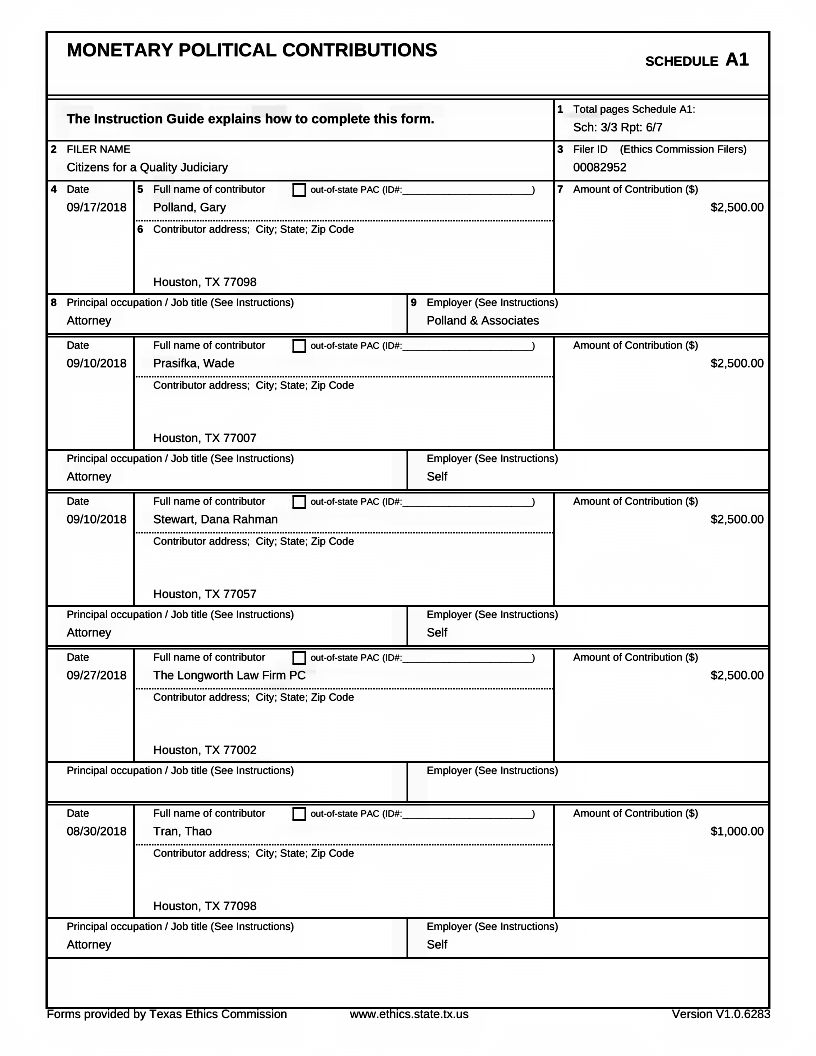 MONETARY POLITICAL CONTRIBUTIONS
SCHEDULE A1
The Instruction Guide explains how to complete this form.
1 Total pages Schedule A1:
Sch: 3/3 Rpt: 6/7
2 FILER NAME
Citizens for a Quality Judiciary
3 Filer ID (Ethics Commission Filers)
00082952
4 Date
09/17/2018
5 Full name of contributor out-of-state PAC (ID#:________________________)
Polland, Gary
6 Contributor address; City; State; Zip Code
Houston, TX 77098
7 Amount of Contribution ($)
$2,500.00
8 Principal occupation / Job title (See Instructions)
Attorney
9 Employer (See Instructions)
Polland & Associates
Date
09/10/2018
Full name of contributor out-of-state PAC (ID#:________________________)
Prasifka, Wade
Contributor address; City; State; Zip Code
Houston, TX 77007
Amount of Contribution ($)
$2,500.00
Principal occupation / Job title (See Instructions)
Attorney
Employer (See Instructions)
Self
Date
09/10/2018
Full name of contributor out-of-state PAC (ID#:________________________)
Stewart, Dana Rahman
Contributor address; City; State; Zip Code
Houston, TX 77057
Amount of Contribution ($)
$2,500.00
Principal occupation / Job title (See Instructions)
Attorney
Employer (See Instructions)
Self
Date
09/27/2018
Full name of contributor out-of-state PAC (ID#:________________________)
The Longworth Law Firm PC
Contributor address; City; State; Zip Code
Houston, TX 77002
Amount of Contribution ($)
$2,500.00
Principal occupation / Job title (See Instructions)
Employer (See Instructions)
Date
08/30/2018
Full name of contributor out-of-state PAC (ID#:________________________)
Tran, Thao
Contributor address; City; State; Zip Code
Houston, TX 77098
Amount of Contribution ($)
$1,000.00
Principal occupation / Job title (See Instructions)
Attorney
Employer (See Instructions)
Self
Forms provided by Texas Ethics Commission
www.ethics.state.tx.us
Version V1.0.6283